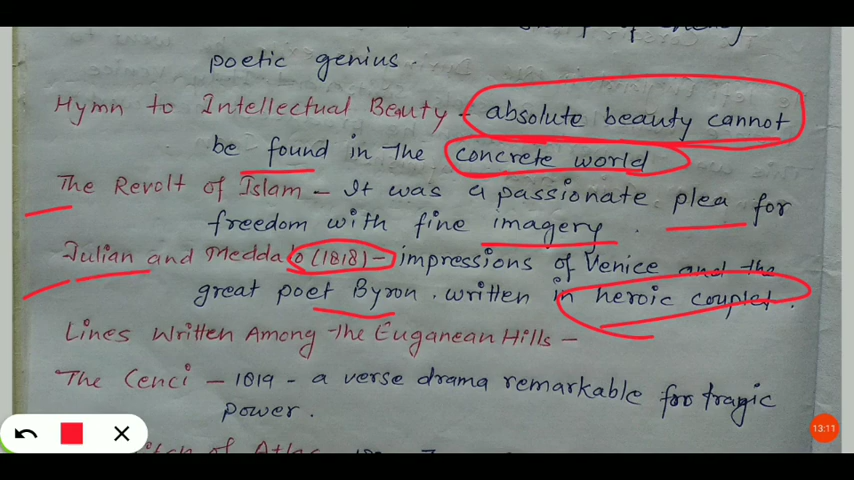 poetic genius.
Hymn to Intellectual Beauty - absolute beauty cannot
be found in the concrete world
The Revolt of Islam - It was a passionate plea for
freedom with fine imagery.
Julian and Meddalo (1818) - impressions of Venice and the
great poet Byron. written in heroic couplet.
Lines Written Among the Euganean Hills -
The Cenci - 1819 - a verse drama remarkable for tragic
power.
13:11